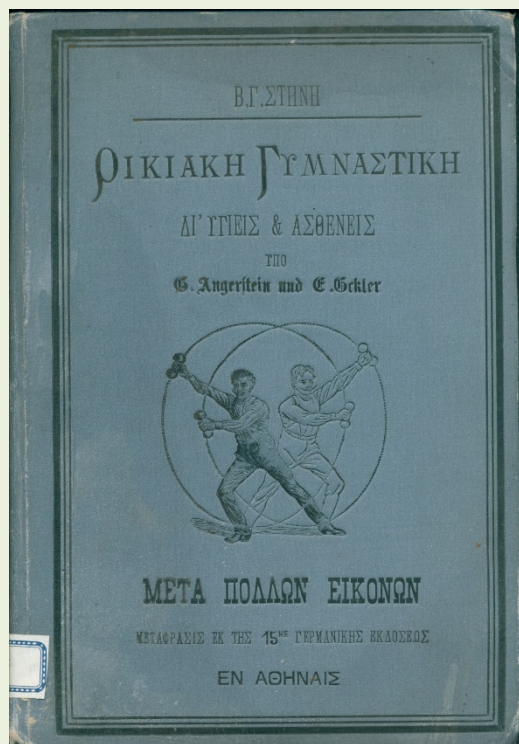 Β.Γ.ΣΤΗΝΗ
ΟΙΚΙΑΚΗ ΓΥΜΝΑΣΤΙΚΗ
ΔΙ' ΥΓΙΕΙΣ & ΑΣΘΕΝΕΙΣ
ΥΠΟ
G. Angerstein und E. Eckler
ΜΕΤΑ ΠΟΛΛΩΝ ΕΙΚΟΝΩΝ
ΜΕΤΑΦΡΑΣΙΣ ΕΚ ΤΗΣ 15ΗΣ ΓΕΡΜΑΝΙΚΗΣ ΕΚΔΟΣΕΩΣ
ΕΝ ΑΘΗΝΑΙΣ